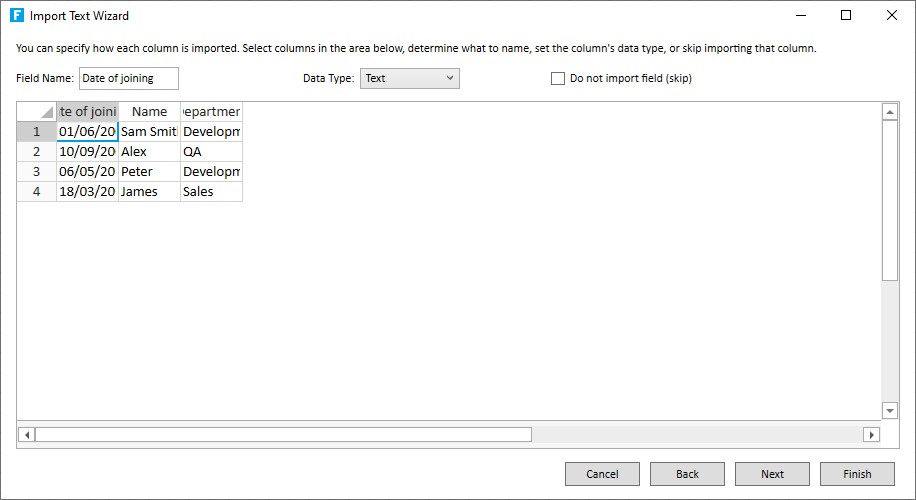 F Import Text Wizard
You can specify how each column is imported. Select columns in the area below, determine what to name, set the column's data type, or skip importing that column.
Field Name: Date of joining Data Type: Text Do not import field (skip)
te of joini Name epartmen
1 01/06/20 Sam Smit Developm
2 10/09/20 Alex QA
3 06/05/20 Peter Developm
4 18/03/20 James Sales
Cancel Back Next Finish